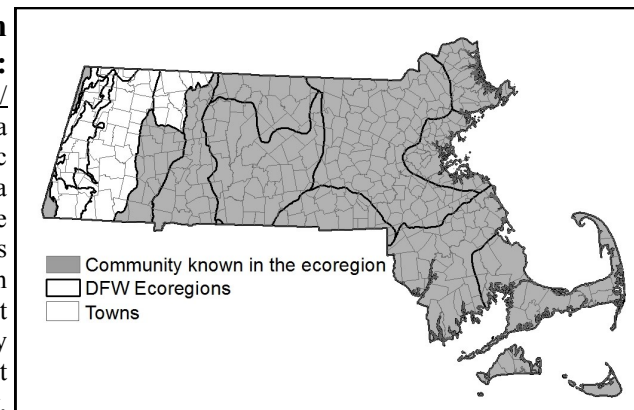 n
:
/
a
c
a
e
s
n
t
y
t
Community known in the ecoregion
DFW Ecoregions
Towns